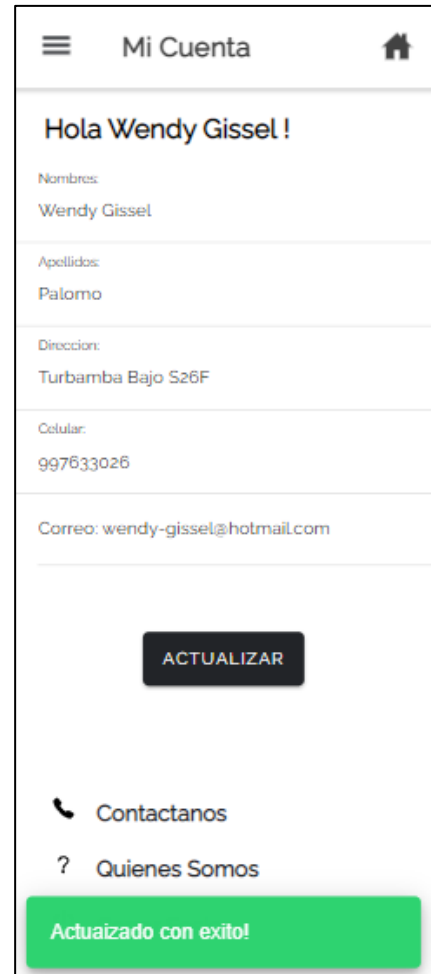 Mi Cuenta
Hola Wendy Gissel !
Nombres:
Wendy Gissel
Apellidos:
Palomo
Direccion:
Turbamba Bajo S26F
Celular:
997633026
Correo: wendy-gissel@hotmail.com
ACTUALIZAR
Contactanos
? Quienes Somos
Actuaizado con exito!